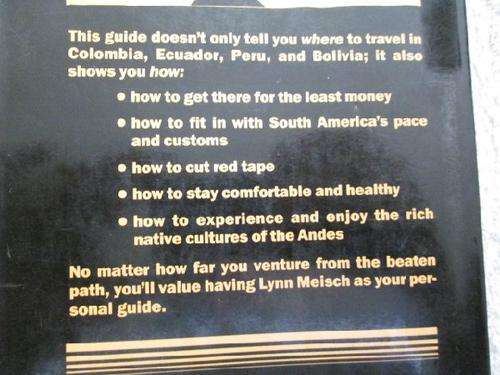 This guide doesn't only tell you where to travel in
Colombia, Ecuador, Peru, and Bolivia; it also
shows you how:
• how to get there for the least money
• how to fit in with South America's pace
and customs
• how to cut red tape
• how to stay comfortable and healthy
• how to experience and enjoy the rich
native cultures of the Andes
No matter how far you venture from the beaten
path, you'll value having Lynn Meisch as your per-
sonal guide.